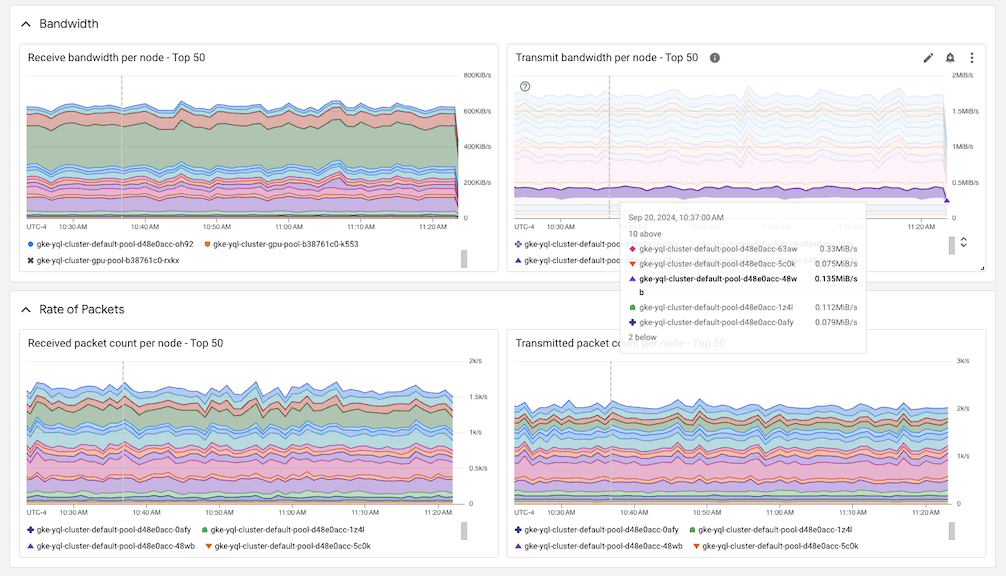 Bandwidth
Receive bandwidth per node - Top 50
800KiB/s
600KiB/s
400KiB/s
200KiB/s
0
UTC-4 10:30 AM 10:40 AM 10:50 AM 11:00 AM 11:10 AM 11:20 AM
gke-yql-cluster-default-pool-d48e0acc-oh92 gke-yql-cluster-gpu-pool-b38761c0-k553
gke-yql-cluster-gpu-pool-b38761c0-rxkx
Transmit bandwidth per node - Top 50
2MiB/s
1.5MiB/s
1MiB/s
0.5MiB/s
0
UTC-4 10:30 AM 11:20 AM
gke-yql-cluster-default-poo
gke-yql-cluster-default-poo
Sep 20, 2024, 10:37:00 AM
10 above
gke-yql-cluster-default-pool-d48e0acc-63aw 0.33MiB/s
gke-yql-cluster-default-pool-d48e0acc-5c0k 0.075MiB/s
gke-yql-cluster-default-pool-d48e0acc-48w 0.135MiB/s
b
gke-yql-cluster-default-pool-d48e0acc-1z4l 0.112MiB/s
gke-yql-cluster-default-pool-d48e0acc-0afy 0.079MiB/s
2 below
Rate of Packets
Received packet count per node - Top 50
2k/s
1.5k/s
1k/s
0.5k/s
0
UTC-4 10:30 AM 10:40 AM 10:50 AM 11:00 AM 11:10 AM 11:20 AM
gke-yql-cluster-default-pool-d48e0acc-0afy gke-yql-cluster-default-pool-d48e0acc-1z4l
gke-yql-cluster-default-pool-d48e0acc-48wb gke-yql-cluster-default-pool-d48e0acc-5c0k
Transmitted packet count per node - Top 50
3k/s
2k/s
1k/s
0
UTC-4 10:30 AM 10:40 AM 10:50 AM 11:00 AM 11:10 AM 11:20 AM
gke-yql-cluster-default-pool-d48e0acc-0afy gke-yql-cluster-default-pool-d48e0acc-1z4l
gke-yql-cluster-default-pool-d48e0acc-48wb gke-yql-cluster-default-pool-d48e0acc-5c0k